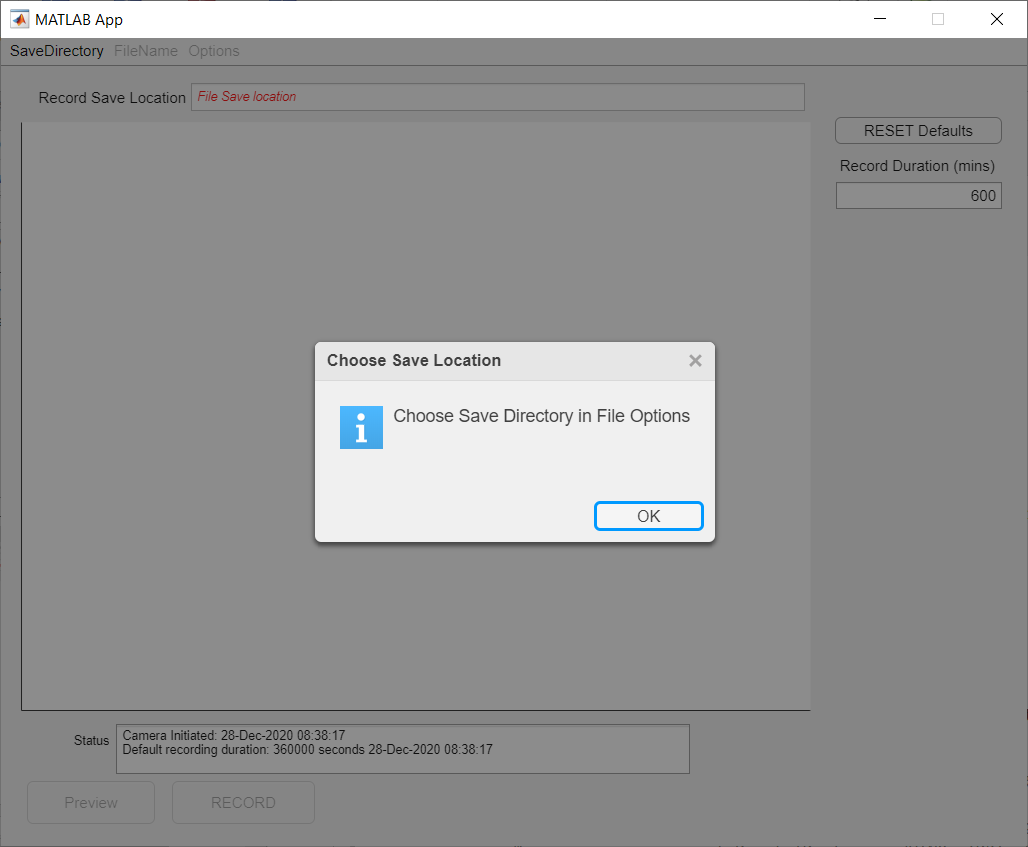 MATLAB App
SaveDirectory FileName Options
Record Save Location File Save location
RESET Defaults
Record Duration (mins)
600
Choose Save Location
Choose Save Directory in File Options
OK
Status
Camera Initiated: 28-Dec-2020 08:38:17
Default recording duration: 360000 seconds 28-Dec-2020 08:38:17
Preview RECORD